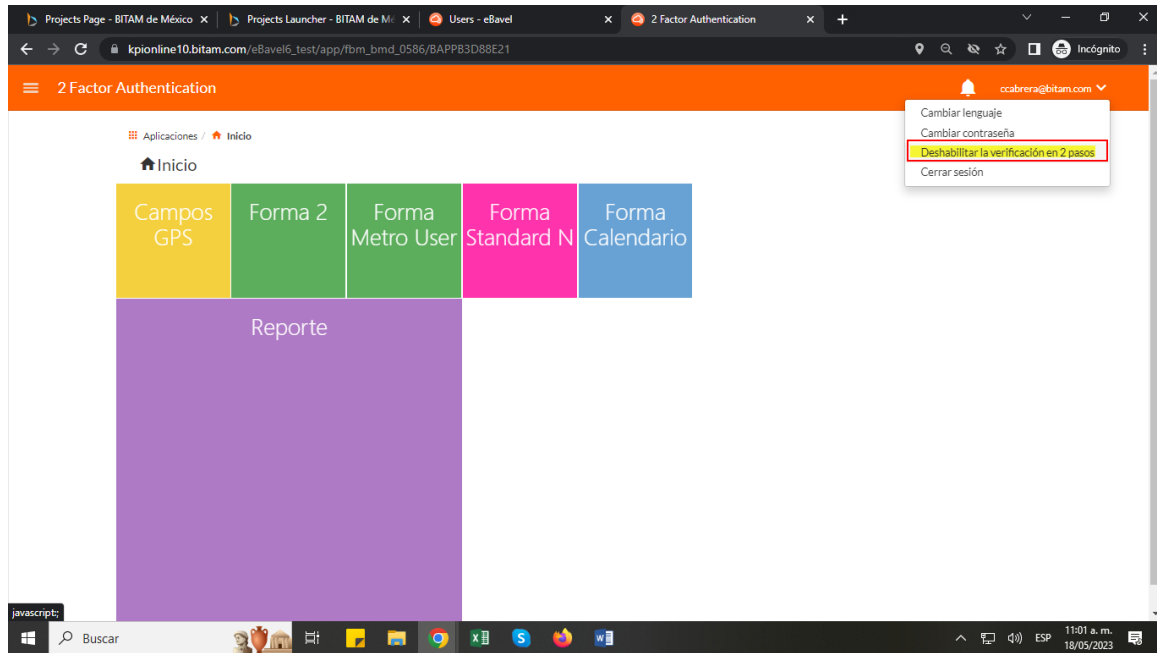 Projects Page - BITAM de México
Projects Launcher - BITAM de Mé
Users - eBavel
2 Factor Authentication
kpionline10.bitam.com/eBavel6_test/app/fbm_bmd_0586/BAPPB3D88E21
Incógnito
2 Factor Authentication
ccabrera@bitam.com
Cambiar lenguaje
Cambiar contraseña
Deshabilitar la verificación en 2 pasos
Cerrar sesión
Aplicaciones / Inicio
Inicio
Campos
GPS
Forma 2
Forma
Metro User
Forma
Standard N
Forma
Calendario
Reporte
javascript:;
Buscar
ESP
11:01 a. m.
18/05/2023